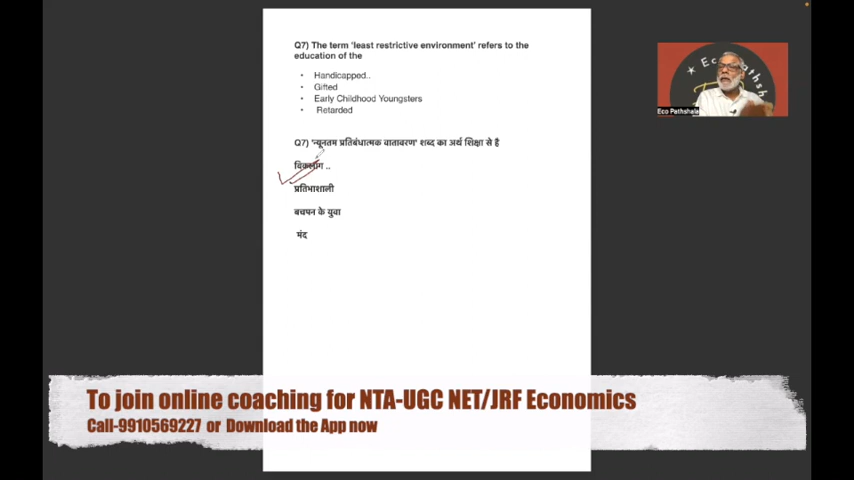 Q7) The term 'least restrictive environment' refers to the
education of the
• Handicapped..
• Gifted
• Early Childhood Youngsters
• Retarded
Q7) 'न्यूनतम प्रतिबंधात्मक वातावरण' शब्द का अर्थ शिक्षा से है
विकलांग ..
प्रतिभाशाली
बचपन के युवा
मंद
Eco Pathshala
To join online coaching for NTA-UGC NET/JRF Economics
Call-9910569227 or Download the App now